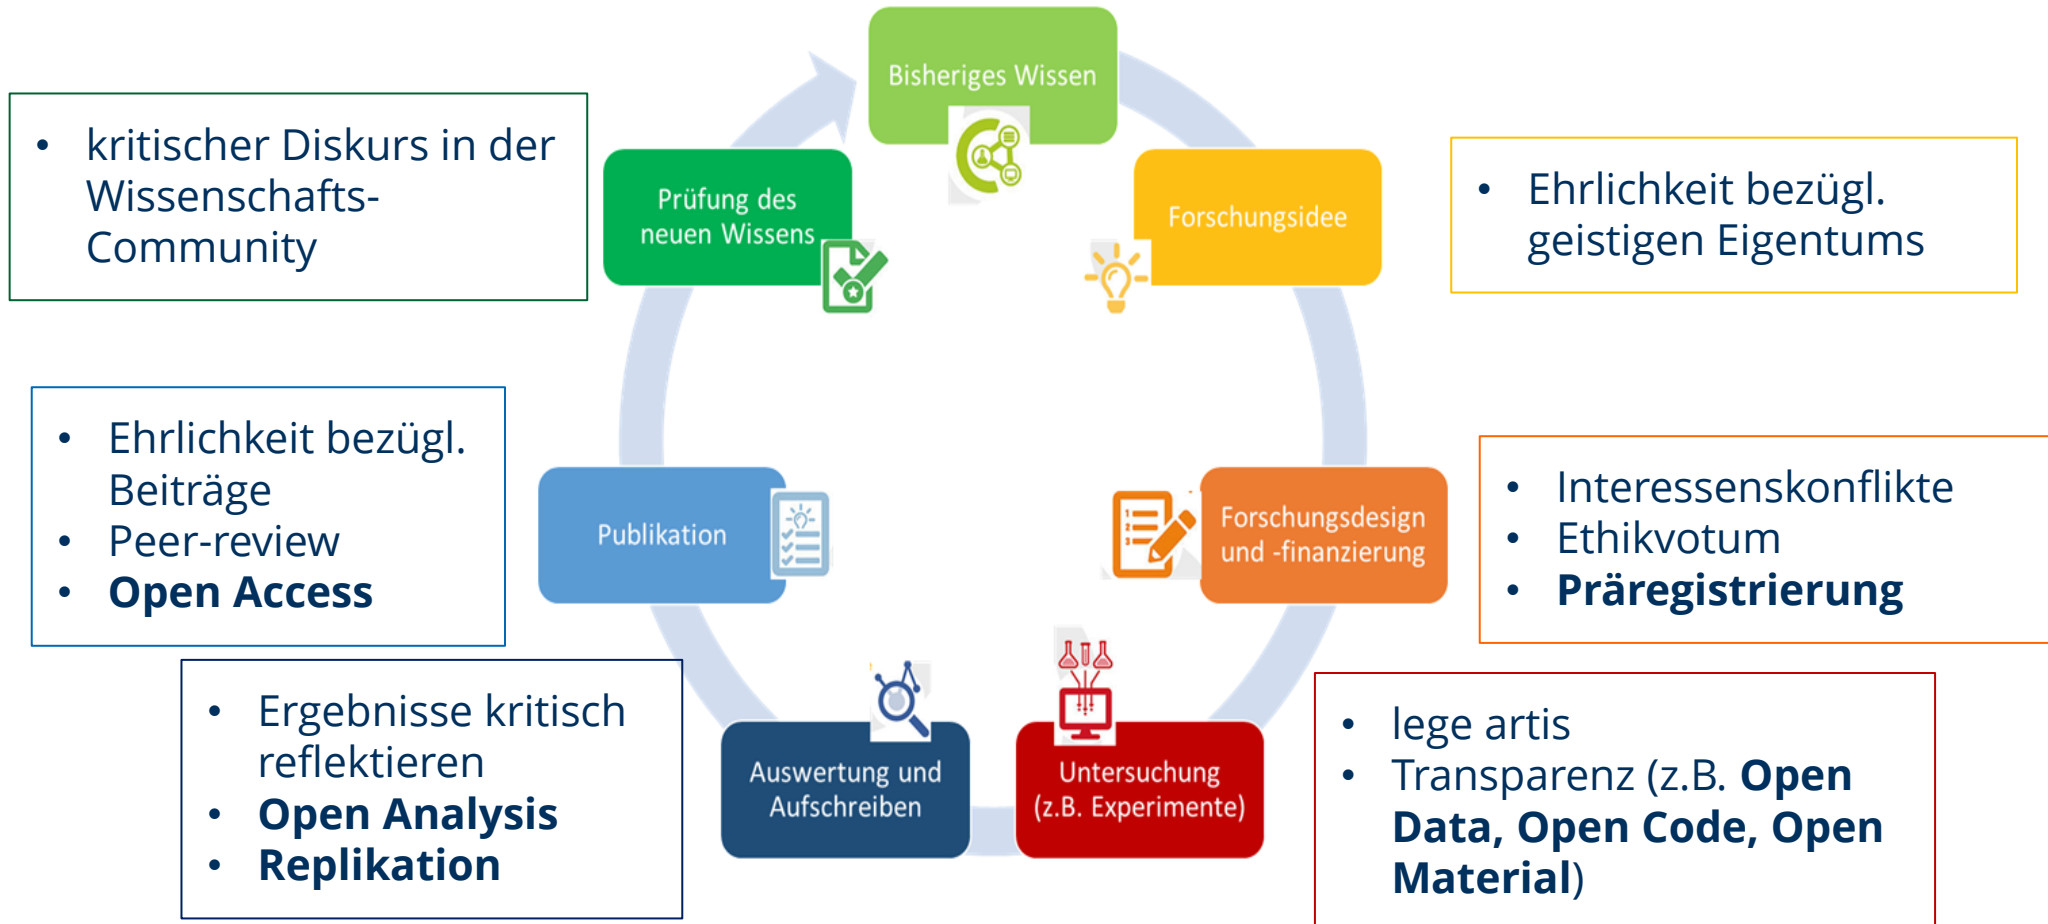 Bisheriges Wissen
Forschungsidee
• Ehrlichkeit bezügl.
geistigen Eigentums
Forschungsdesign
und -finanzierung
• Interessenskonflikte
• Ethikvotum
• Präregistrierung
Untersuchung
(z.B. Experimente)
• lege artis
• Transparenz (z.B. Open
Data, Open Code, Open
Material)
Auswertung und
Aufschreiben
• Ergebnisse kritisch
reflektieren
• Open Analysis
• Replikation
Publikation
• Ehrlichkeit bezügl.
Beiträge
• Peer-review
• Open Access
Prüfung des
neuen Wissens
• kritischer Diskurs in der
Wissenschafts-
Community